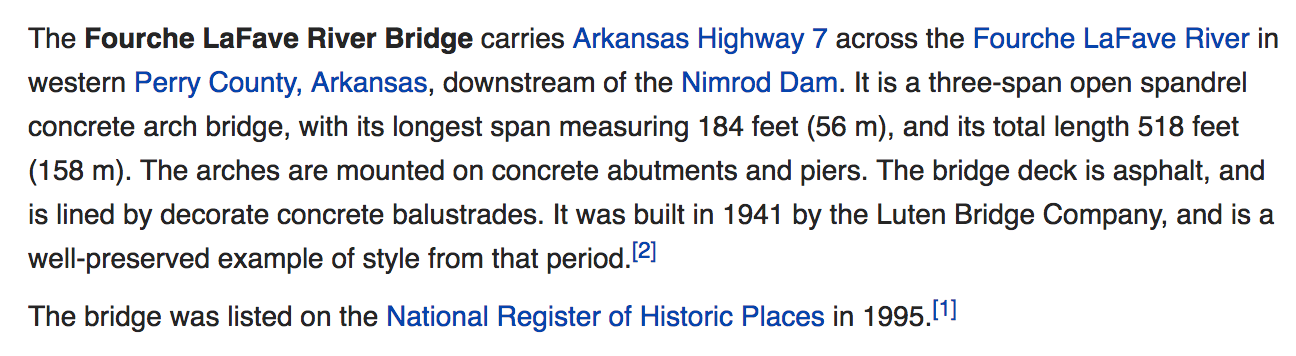 The Fourche LaFave River Bridge carries Arkansas Highway 7 across the Fourche LaFave River in
western Perry County, Arkansas, downstream of the Nimrod Dam. It is a three-span open spandrel
concrete arch bridge, with its longest span measuring 184 feet (56 m), and its total length 518 feet
(158 m). The arches are mounted on concrete abutments and piers. The bridge deck is asphalt, and
is lined by decorate concrete balustrades. It was built in 1941 by the Luten Bridge Company, and is a
well-preserved example of style from that period.[2]
The bridge was listed on the National Register of Historic Places in 1995.[1]